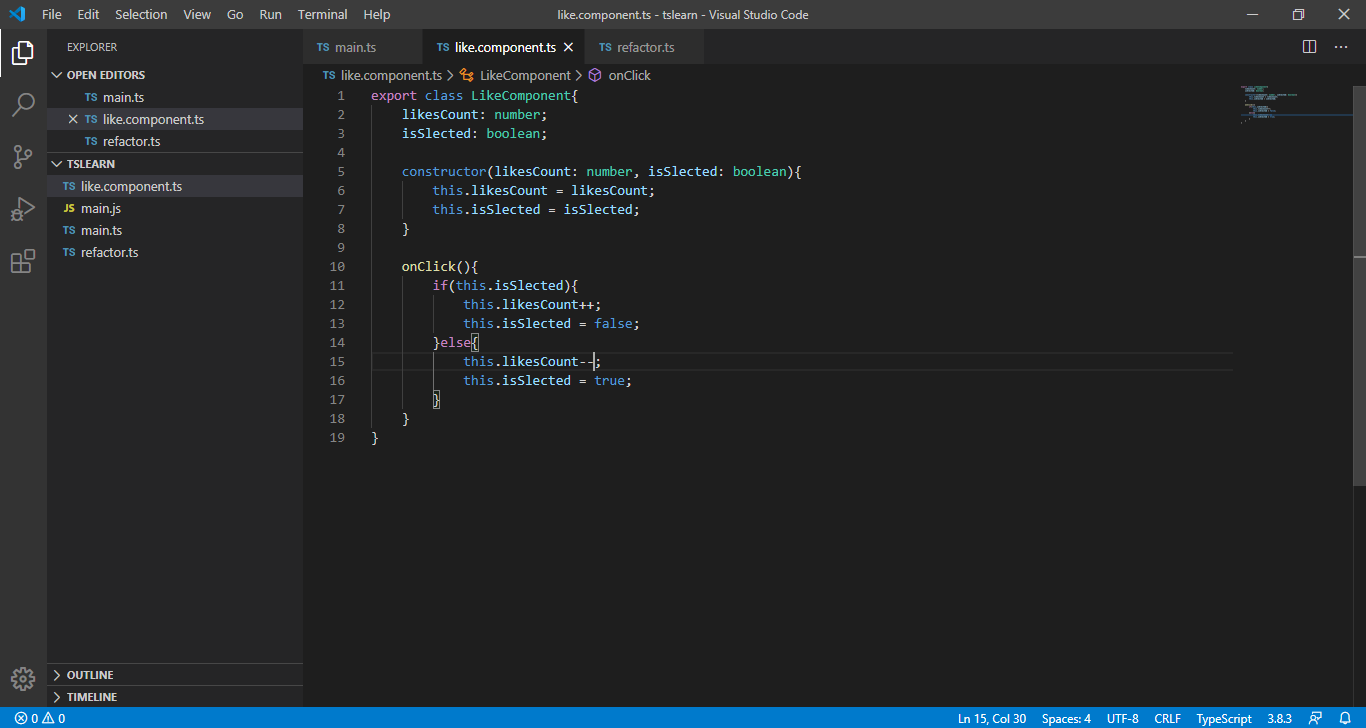 File Edit Selection View Go Run Terminal Help like.component.ts - tslearn - Visual Studio Code
EXPLORER
OPEN EDITORS
TS main.ts
TS like.component.ts
TS refactor.ts
TSLEARN
TS like.component.ts
JS main.js
TS main.ts
TS refactor.ts
OUTLINE
TIMELINE
TS main.ts TS like.component.ts TS refactor.ts
TS like.component.ts > LikeComponent > onClick
1 export class LikeComponent{
2 likesCount: number;
3 isSlected: boolean;
4
5 constructor(likesCount: number, isSlected: boolean){
6 this.likesCount = likesCount;
7 this.isSlected = isSlected;
8 }
9
10 onClick(){
11 if(this.isSlected){
12 this.likesCount++;
13 this.isSlected = false;
14 }else{
15 this.likesCount--;
16 this.isSlected = true;
17 }
18 }
19 }
0 0 Ln 15, Col 30 Spaces: 4 UTF-8 CRLF TypeScript 3.8.3